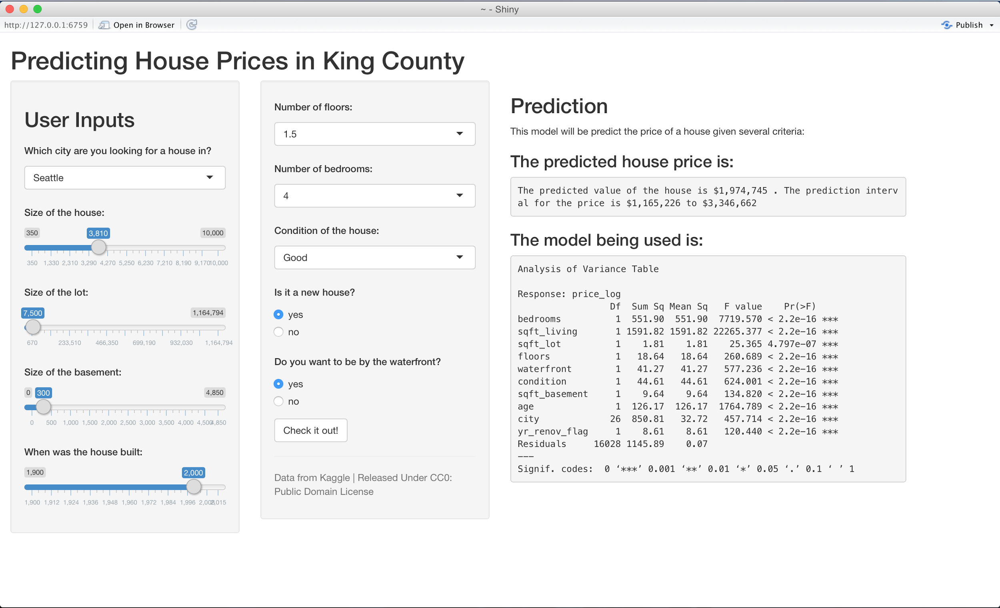 ~ - Shiny
http://127.0.0.1:6759 Open in Browser Publish
Predicting House Prices in King County
User Inputs
Which city are you looking for a house in?
Seattle
Size of the house:
350 3,810 10,000
350 1,330 2,310 3,290 4,270 5,250 6,230 7,210 8,190 9,170 10,000
Size of the lot:
7,500 1,164,794
670 233,510 466,350 699,190 932,030 1,164,794
Size of the basement:
0 300 4,850
0 500 1,000 1,500 2,000 2,500 3,000 3,500 4,000 4,500 4,850
When was the house built:
1,900 2,000
1,900 1,912 1,924 1,936 1,948 1,960 1,972 1,984 1,996 2,008 2,015
Number of floors:
1.5
Number of bedrooms:
4
Condition of the house:
Good
Is it a new house?
yes
no
Do you want to be by the waterfront?
yes
no
Check it out!
Data from Kaggle | Released Under CC0:
Public Domain License
Prediction
This model will be predict the price of a house given several criteria:
The predicted house price is:
The predicted value of the house is $1,974,745 . The prediction interv
al for the price is $1,165,226 to $3,346,662
The model being used is:
Analysis of Variance Table
Response: price_log
Df Sum Sq Mean Sq F value Pr(>F)
bedrooms 1 551.90 551.90 7719.570 < 2.2e-16 ***
sqft_living 1 1591.82 1591.82 22265.377 < 2.2e-16 ***
sqft_lot 1 1.81 1.81 25.365 4.797e-07 ***
floors 1 18.64 18.64 260.689 < 2.2e-16 ***
waterfront 1 41.27 41.27 577.236 < 2.2e-16 ***
condition 1 44.61 44.61 624.001 < 2.2e-16 ***
sqft_basement 1 9.64 9.64 134.820 < 2.2e-16 ***
age 1 126.17 126.17 1764.789 < 2.2e-16 ***
city 26 850.81 32.72 457.714 < 2.2e-16 ***
yr_renov_flag 1 8.61 8.61 120.440 < 2.2e-16 ***
Residuals 16028 1145.89 0.07
---
Signif. codes: 0 ‘***’ 0.001 ‘**’ 0.01 ‘*’ 0.05 ‘.’ 0.1 ‘ ’ 1